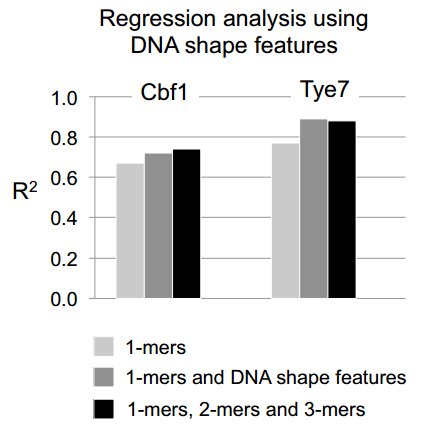 Regression analysis using
DNA shape features
Cbf1
Tye7
1.0
0.8
0.6
0.4
0.2
0.0
R²
1-mers
1-mers and DNA shape features
1-mers, 2-mers and 3-mers